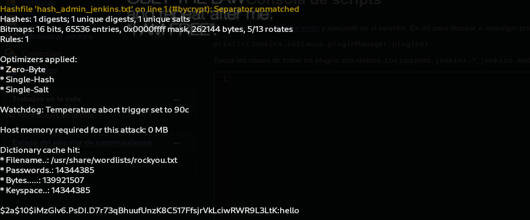 Hashfile 'hash_admin_jenkins.txt' on line 1 (#bycrypt): Separator unmatched
Hashes: 1 digests; 1 unique digests, 1 unique salts
Bitmaps: 16 bits, 65536 entries, 0x0000ffff mask, 262144 bytes, 5/13 rotates
Rules: 1
Optimizers applied:
* Zero-Byte
* Single-Hash
* Single-Salt
Watchdog: Temperature abort trigger set to 90c
Host memory required for this attack: 0 MB
Dictionary cache hit:
* Filename..: /usr/share/wordlists/rockyou.txt
* Passwords.: 14344385
* Bytes.....: 139921507
* Keyspace..: 14344385
$2a$10$iMzGIv6.PsDI.D7r73qBhuufUnzK8C517FfsjrVkLciwRWR9L3LtK:hello